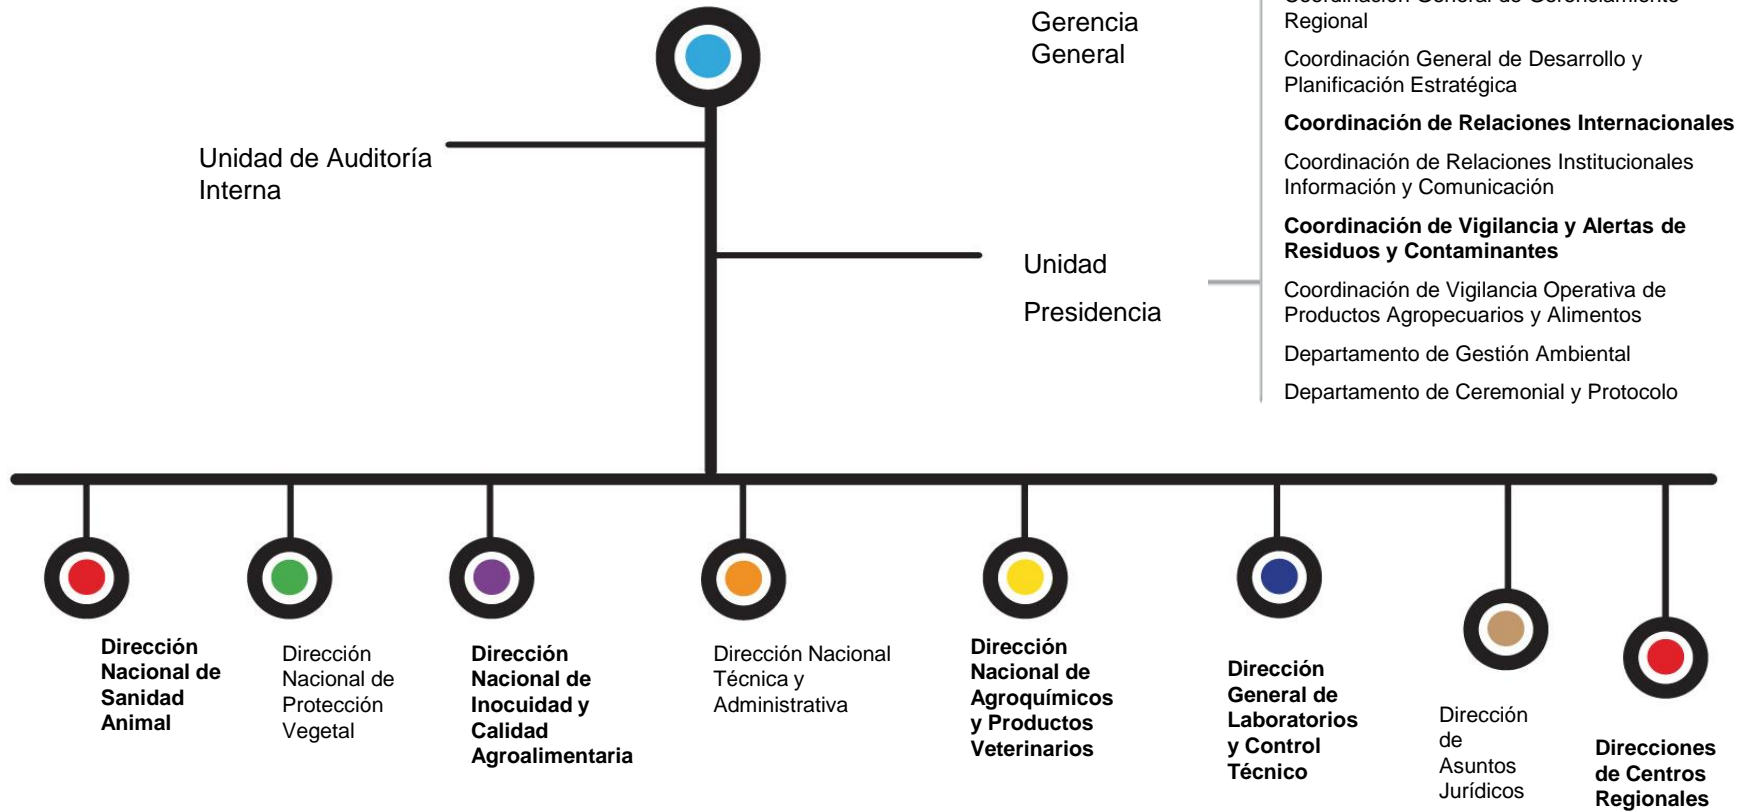 Gerencia
General
Coordinación General de Gerenciamiento
Regional
Coordinación General de Desarrollo y
Planificación Estratégica
Coordinación de Relaciones Internacionales
Coordinación de Relaciones Institucionales
Información y Comunicación
Coordinación de Vigilancia y Alertas de
Residuos y Contaminantes
Coordinación de Vigilancia Operativa de
Productos Agropecuarios y Alimentos
Departamento de Gestión Ambiental
Departamento de Ceremonial y Protocolo
Unidad de Auditoría
Interna
Unidad
Presidencia
Dirección
Nacional de
Sanidad
Animal
Dirección
Nacional de
Protección
Vegetal
Dirección
Nacional de
Inocuidad y
Calidad
Agroalimentaria
Dirección Nacional
Técnica y
Administrativa
Dirección
Nacional de
Agroquímicos
y Productos
Veterinarios
Dirección
General de
Laboratorios
y Control
Técnico
Dirección
de
Asuntos
Jurídicos
Direcciones
de Centros
Regionales